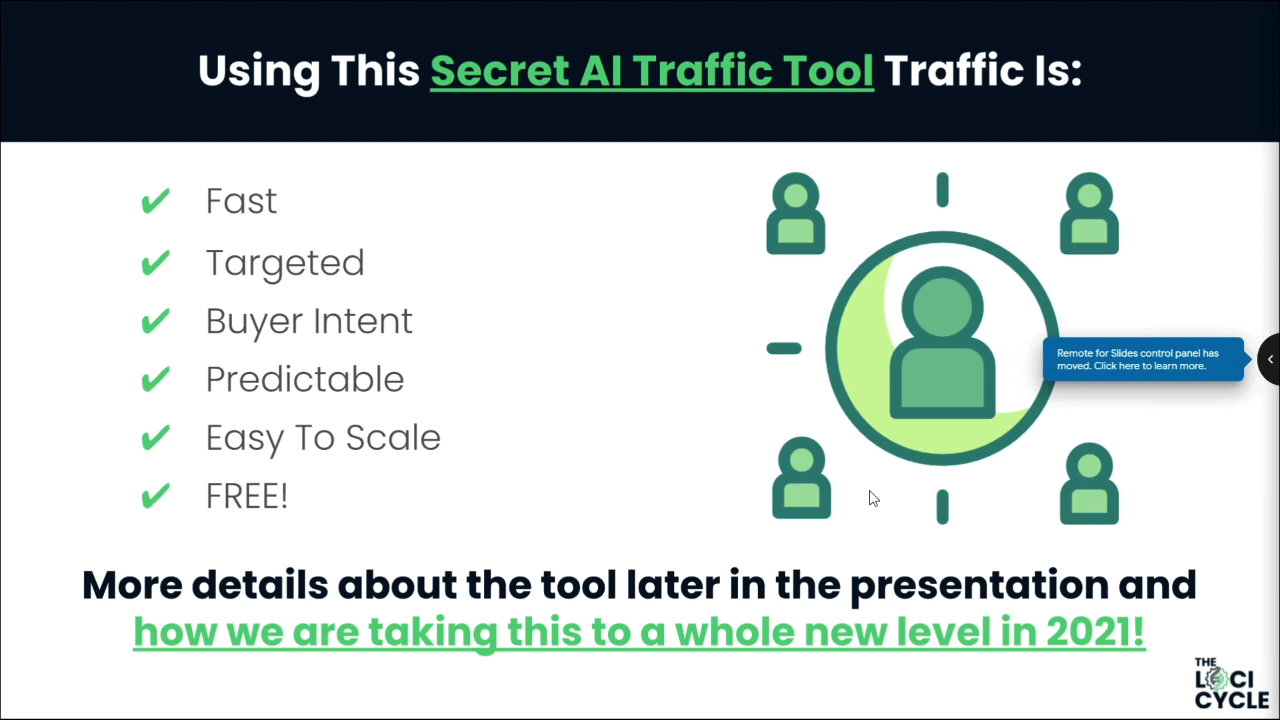 Using This Secret AI Traffic Tool Traffic Is:
✔ Fast
✔ Targeted
✔ Buyer Intent
✔ Predictable
✔ Easy To Scale
✔ FREE!
Remote for Slides control panel has
moved. Click here to learn more.
More details about the tool later in the presentation and
how we are taking this to a whole new level in 2021!
THE
LOCI
CYCLE